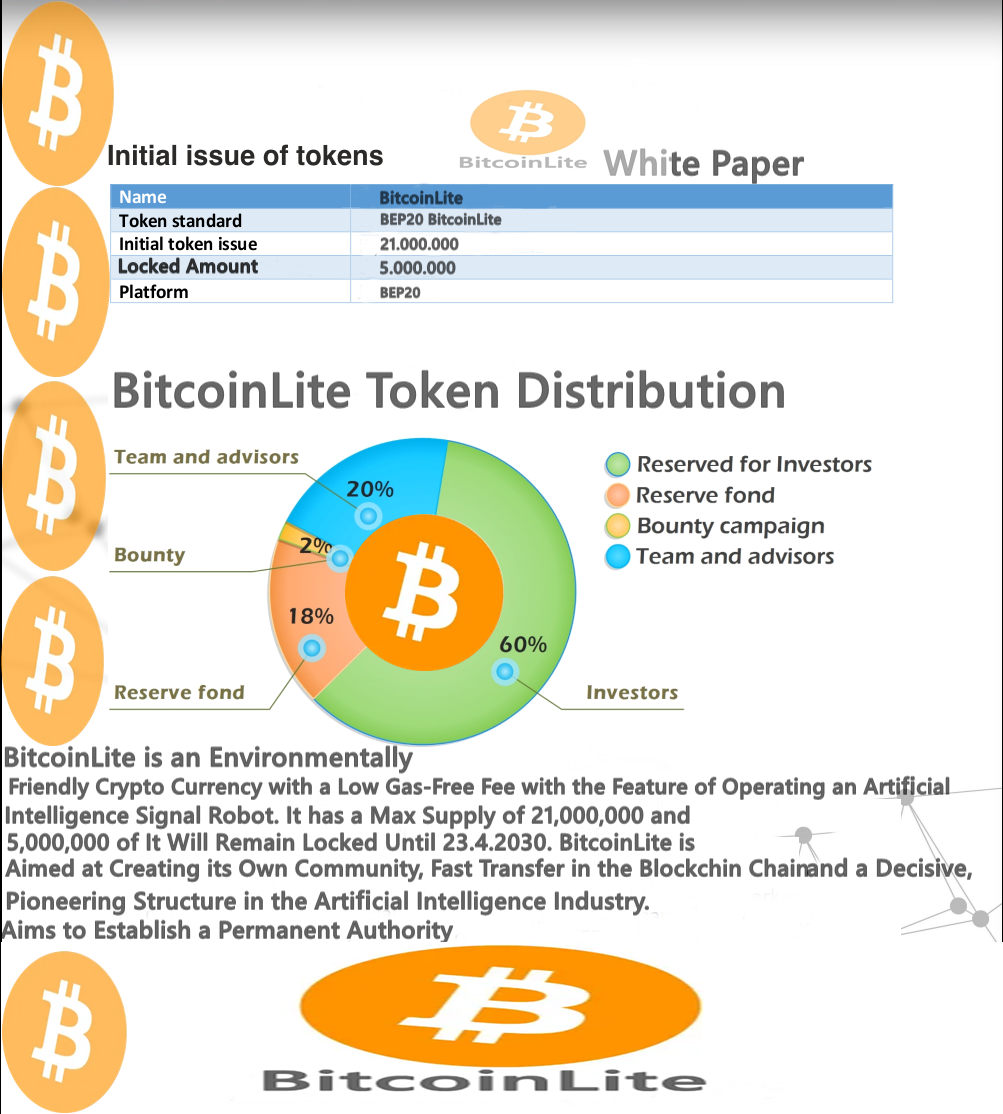 BitcoinLite
Initial issue of tokens
White Paper
Name BitcoinLite
Token standard BEP20 BitcoinLite
Initial token issue 21.000.000
Locked Amount 5.000.000
Platform BEP20
BitcoinLite Token Distribution
Team and advisors
20%
Bounty
2%
18%
Reserve fond
60%
Investors
Reserved for Investors
Reserve fond
Bounty campaign
Team and advisors
BitcoinLite is an Environmentally
Friendly Crypto Currency with a Low Gas-Free Fee with the Feature of Operating an Artificial
Intelligence Signal Robot. It has a Max Supply of 21,000,000 and
5,000,000 of It Will Remain Locked Until 23.4.2030. BitcoinLite is
Aimed at Creating its Own Community, Fast Transfer in the Blockchin Chainand a Decisive,
Pioneering Structure in the Artificial Intelligence Industry.
Aims to Establish a Permanent Authority
BitcoinLite